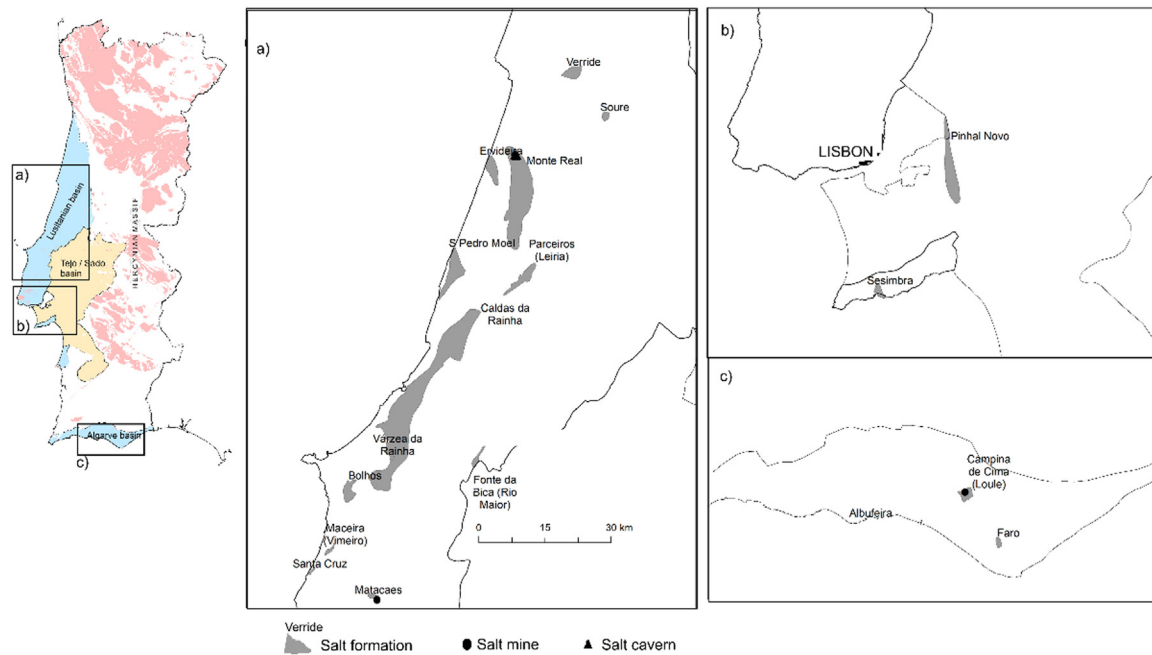 a)
Lusitanian basin
Tejo / Sado
basin
HERCYNIAN MASSIF
b)
Algarve basin
c)
a)
Verride
Soure
Ervideira
Monte Real
S Pedro Moel
Parceiros
(Leiria)
Caldas da
Rainha
Várzea da
Rainha
Bolhos
Fonte da
Bica (Rio
Maior)
Maceira
(Vimeiro)
Santa Cruz
Matacaes
0 15 30 km
b)
LISBON
Pinhal Novo
Sesimbra
c)
Campina
de Cima
(Loule)
Albufeira
Faro
Verride
Salt formation
Salt mine
Salt cavern